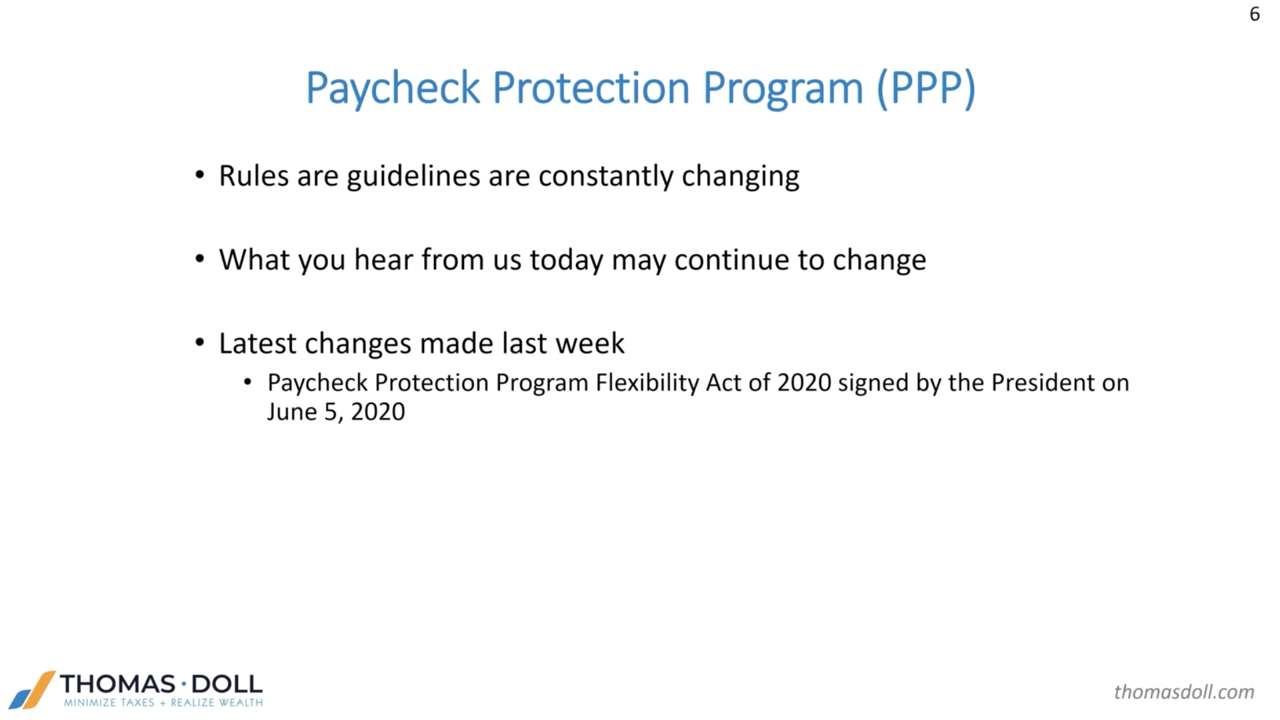 6
Paycheck Protection Program (PPP)
• Rules are guidelines are constantly changing
• What you hear from us today may continue to change
• Latest changes made last week
• Paycheck Protection Program Flexibility Act of 2020 signed by the President on
June 5, 2020
THOMAS·DOLL
MINIMIZE TAXES + REALIZE WEALTH
thomasdoll.com